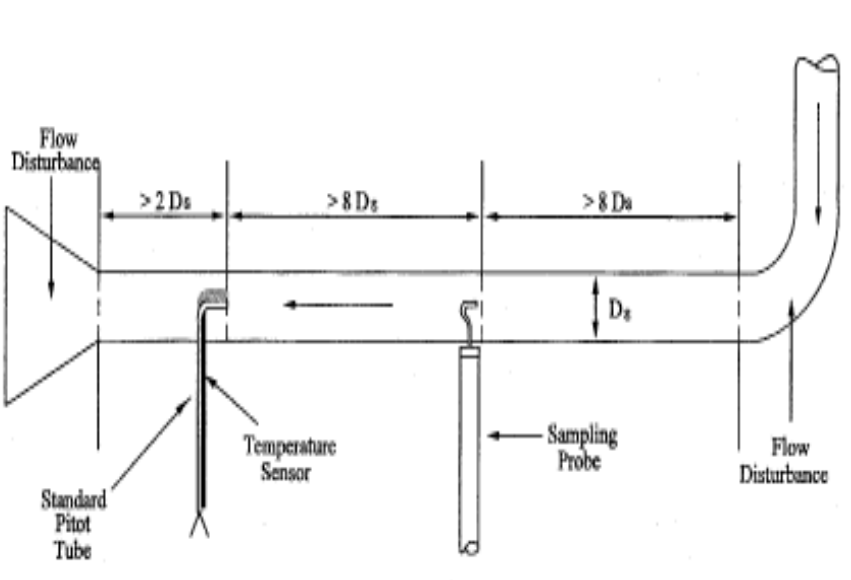 Flow
Disturbance
> 2 Ds
> 8 Ds
> 8 Ds
Ds
Temperature
Sensor
Sampling
Probe
Flow
Disturbance
Standard
Pitot
Tube